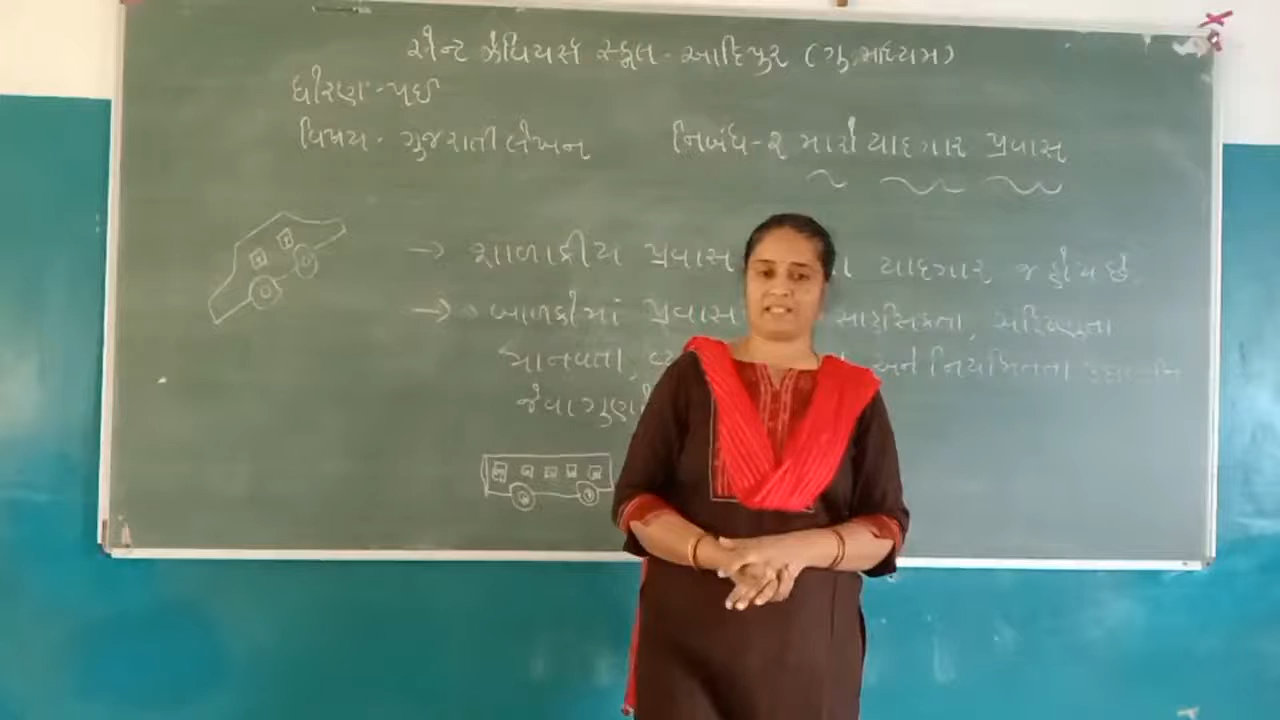 સેન્ટ ઝેવિયર્સ સ્કૂલ - આદિપુર (ગુ.માધ્યમ)
ધોરણ -
વિષય - ગુજરાતી લેખન
નિબંધ-૨ મારો યાદગાર પ્રવાસ
→ શાળાકીય પ્રવાસ યાદગાર જ હોય છે.
→ બાળકોમાં પ્રવાસ સાહસિકતા, સહિષ્ણુતા
માનવતા, અને નિયમિતતા
જેવા ગુણો